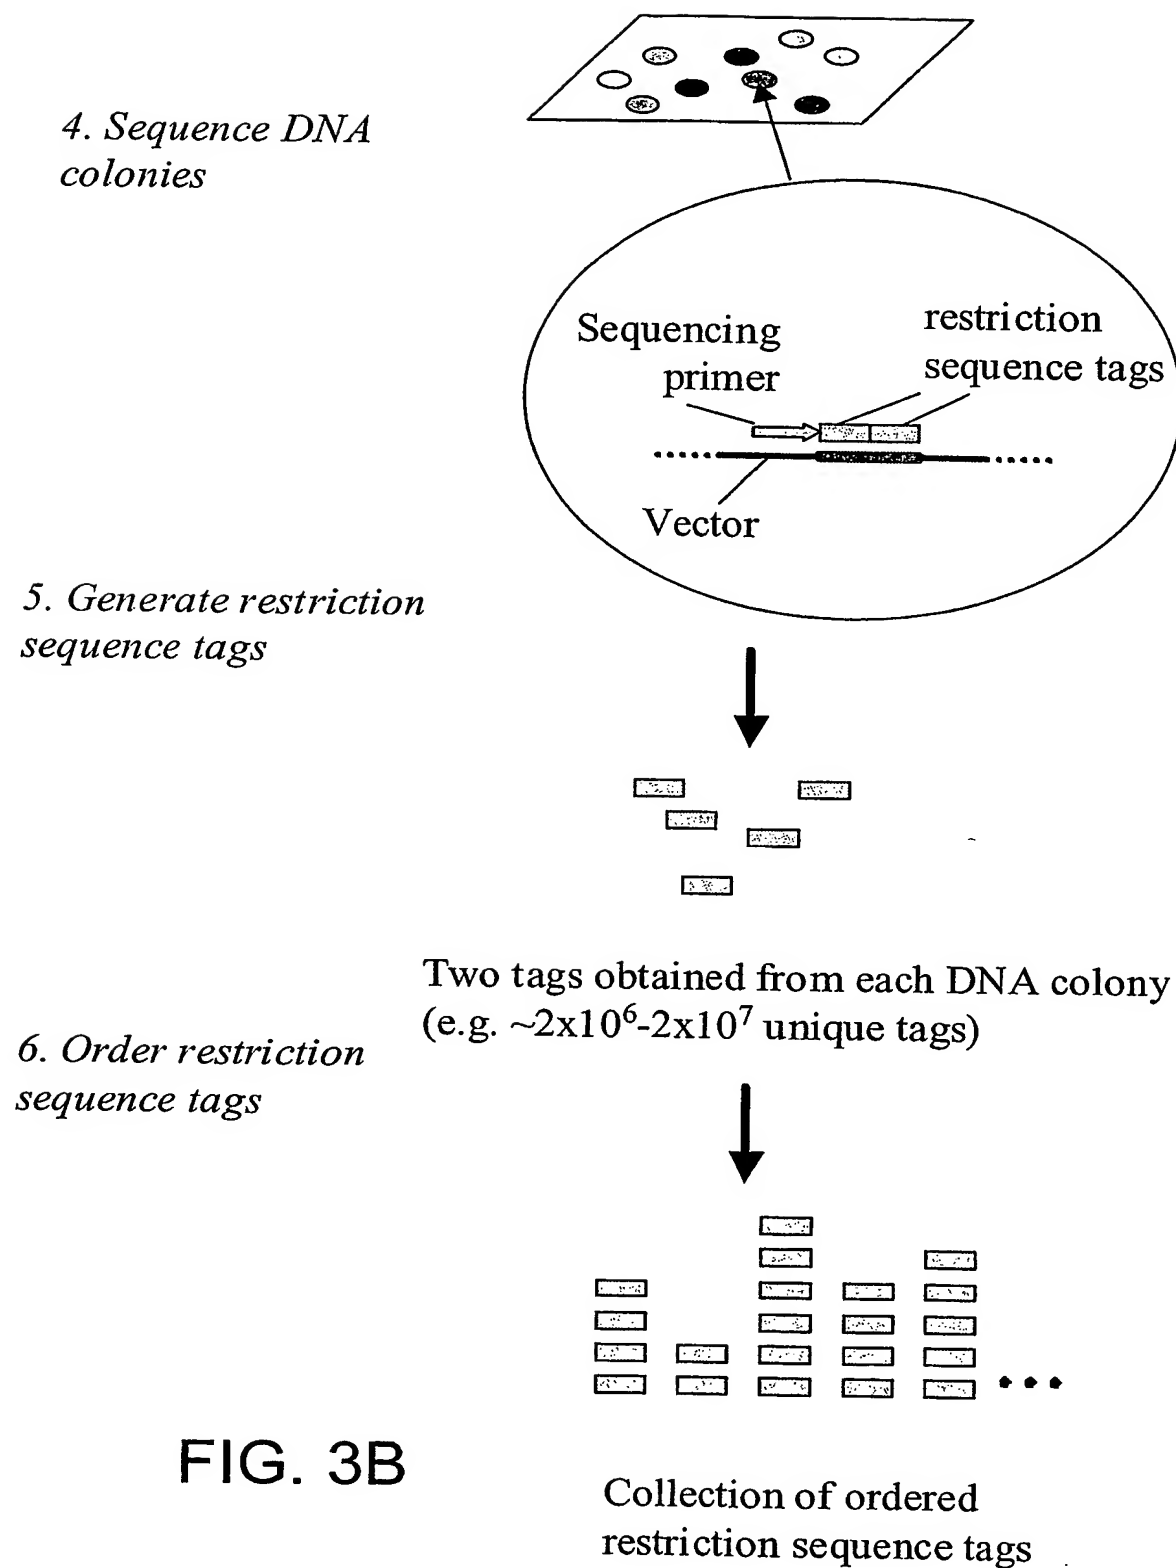 4. Sequence DNA
colonies
Sequencing
primer
restriction
sequence tags
Vector
5. Generate restriction
sequence tags
Two tags obtained from each DNA colony
(e.g. ~2x10⁶-2x10⁷ unique tags)
6. Order restriction
sequence tags
FIG. 3B
Collection of ordered
restriction sequence tags